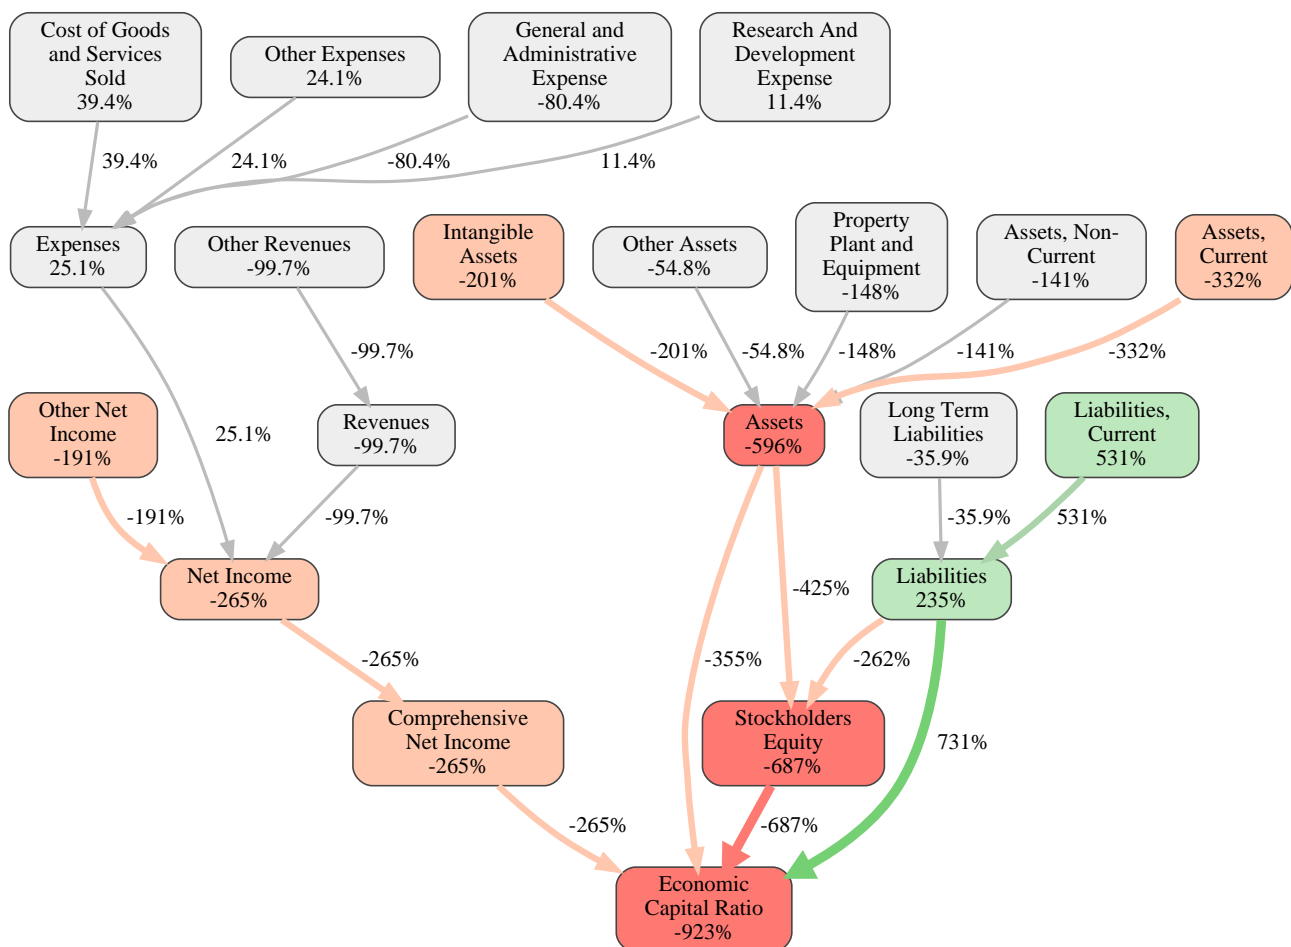 Cost of Goods
and Services
Sold
39.4%
Other Expenses
24.1%
General and
Administrative
Expense
-80.4%
Research And
Development
Expense
11.4%
39.4%
24.1%
-80.4%
11.4%
Expenses
25.1%
Other Revenues
-99.7%
Intangible
Assets
-201%
Other Assets
-54.8%
Property
Plant and
Equipment
-148%
Assets, Non-
Current
-141%
Assets,
Current
-332%
-99.7%
-201%
-54.8%
-148%
-141%
-332%
Other Net
Income
-191%
25.1%
Revenues
-99.7%
Assets
-596%
Long Term
Liabilities
-35.9%
Liabilities,
Current
531%
-191%
-99.7%
-35.9%
531%
Net Income
-265%
-425%
Liabilities
235%
-265%
-355%
-262%
Comprehensive
Net Income
-265%
Stockholders
Equity
-687%
731%
-265%
-687%
Economic
Capital Ratio
-923%